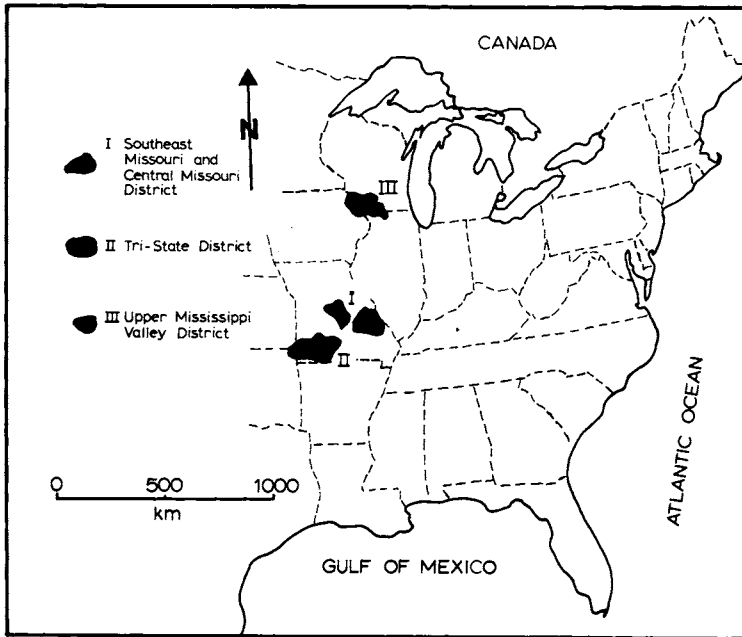 CANADA
N
I Southeast
Missouri and
Central Missouri
District
III
II Tri-State District
I
III Upper Mississippi
Valley District
II
0 500 1000
km
ATLANTIC OCEAN
GULF OF MEXICO